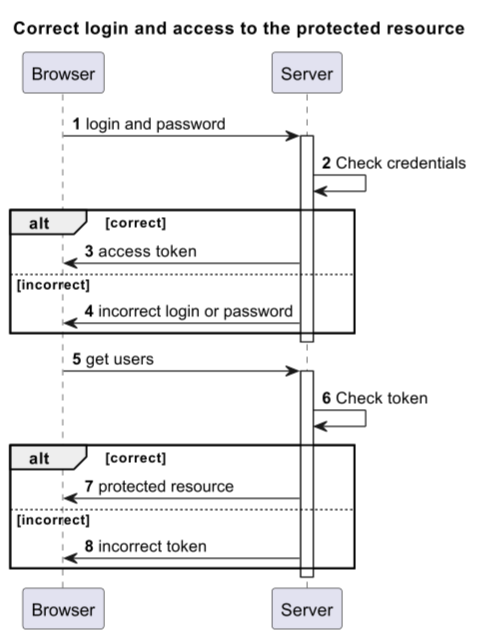 Correct login and access to the protected resource
Browser
Server
1 login and password
2 Check credentials
alt
[correct]
3 access token
[incorrect]
4 incorrect login or password
5 get users
6 Check token
alt
[correct]
7 protected resource
[incorrect]
8 incorrect token
Browser
Server